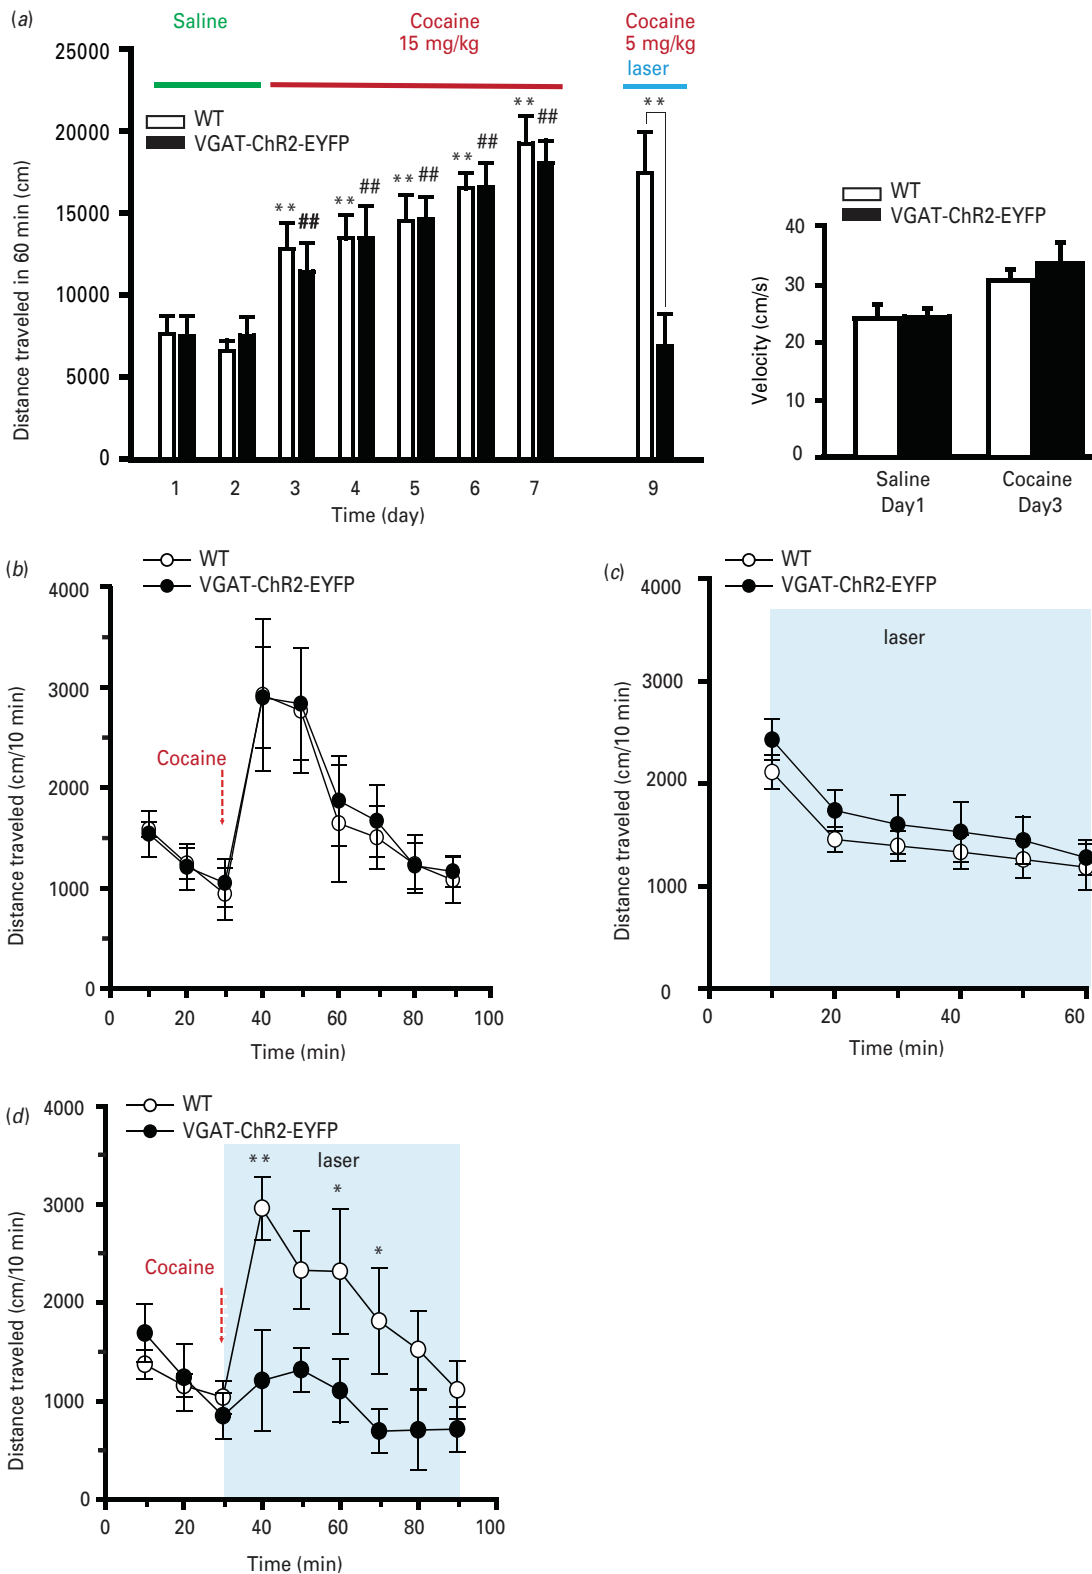 (a)
Saline
Cocaine
15 mg/kg
Cocaine
5 mg/kg
laser
25000
20000
15000
10000
5000
0
Distance traveled in 60 min (cm)
WT
VGAT-ChR2-EYFP
** ## ** ## ** ## ** ## ** ## **
1 2 3 4 5 6 7 9
Time (day)
WT
VGAT-ChR2-EYFP
40
30
20
10
0
Velocity (cm/s)
Saline
Day1
Cocaine
Day3
(b)
WT
VGAT-ChR2-EYFP
4000
3000
2000
1000
0
Distance traveled (cm/10 min)
Cocaine
0 20 40 60 80 100
Time (min)
(c)
WT
VGAT-ChR2-EYFP
4000
3000
2000
1000
0
Distance traveled (cm/10 min)
laser
0 20 40 60
Time (min)
(d)
WT
VGAT-ChR2-EYFP
4000
3000
2000
1000
0
Distance traveled (cm/10 min)
Cocaine
laser
** * *
0 20 40 60 80 100
Time (min)